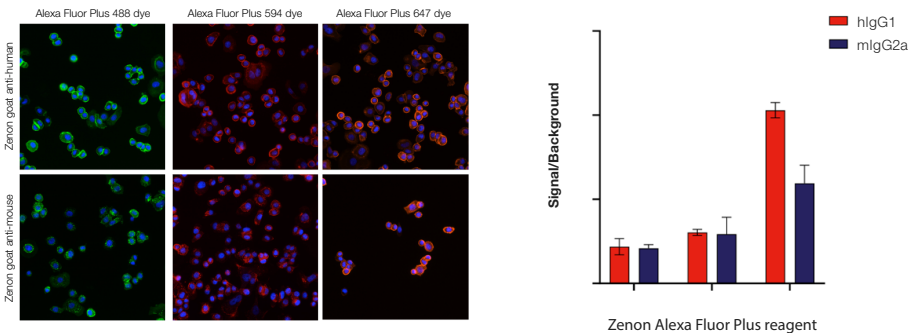 Alexa Fluor Plus 488 dye
Alexa Fluor Plus 594 dye
Alexa Fluor Plus 647 dye
Zenon goat anti-human
Zenon goat anti-mouse
hIgG1
mIgG2a
Signal/Background
Zenon Alexa Fluor Plus reagent